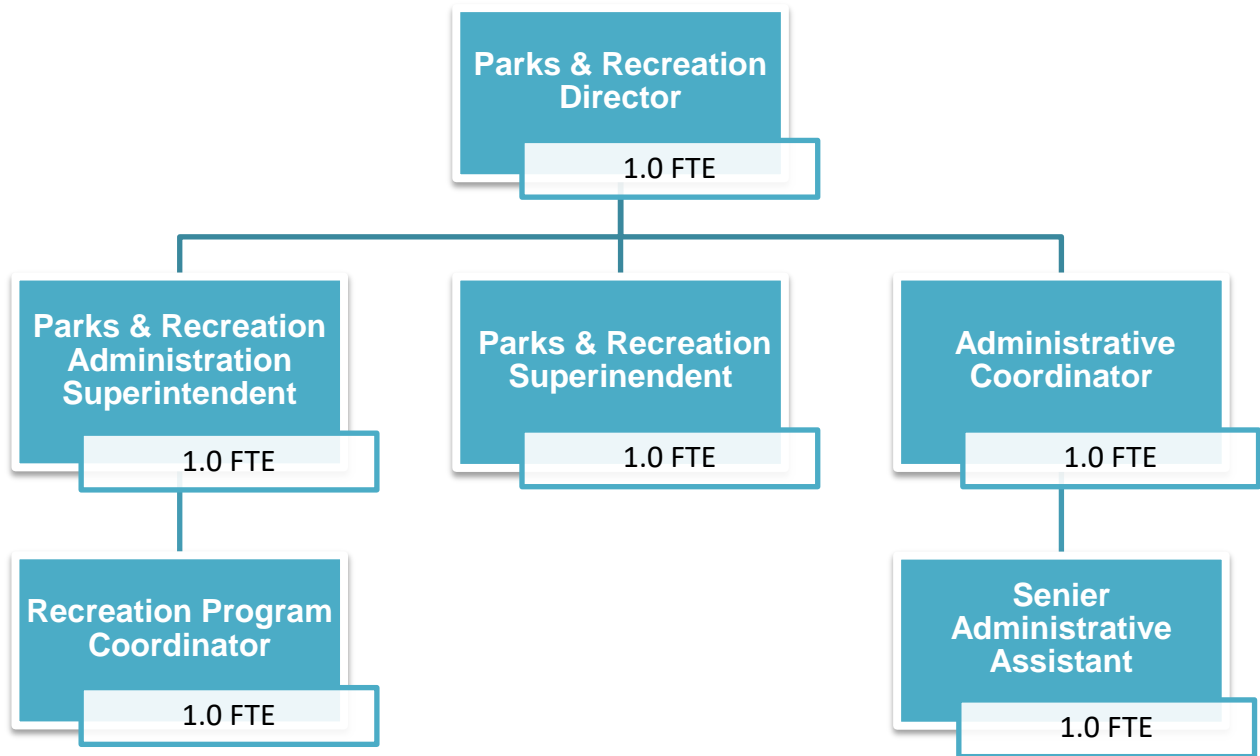 Parks & Recreation
Director
1.0 FTE
Parks & Recreation
Administration
Superintendent
1.0 FTE
Parks & Recreation
Superinendent
1.0 FTE
Administrative
Coordinator
1.0 FTE
Recreation Program
Coordinator
1.0 FTE
Senier
Administrative
Assistant
1.0 FTE